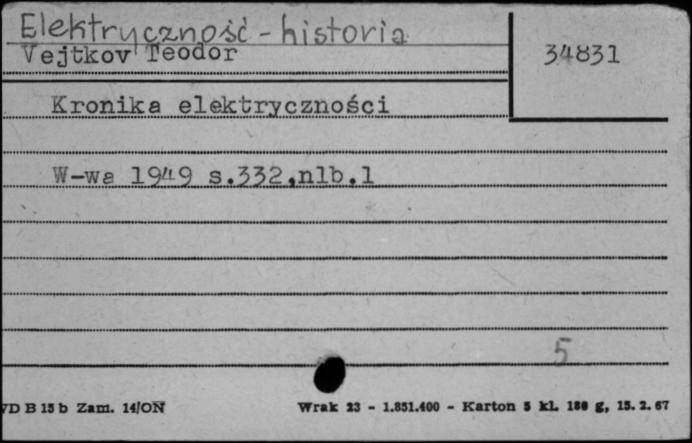 Elektryczność - historia
Vejtkov Teodor
34831
Kronika elektryczności
W-wa 1949 s.332,nlb.1
5
D B 15 b Zam. 14/ON
Wrak 23 - 1.851.400 - Karton 5 kl. 180 g, 15.2.67